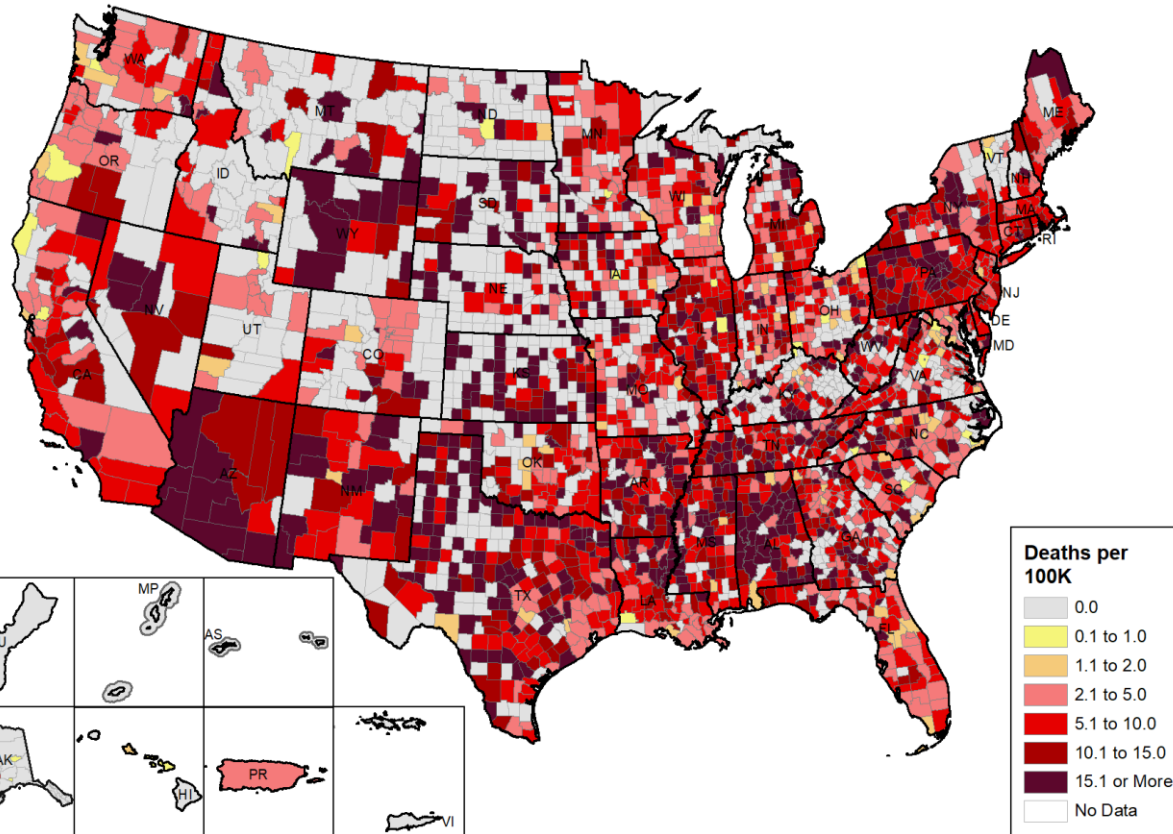 WA
MT
ND
MN
ME
OR
ID
SD
WI
VT
NH
NY
MA
CT
RI
WY
MI
IA
PA
NJ
NV
NE
OH
DE
MD
UT
CO
IL
IN
WV
VA
CA
KS
MO
KY
NC
TN
AZ
NM
OK
AR
SC
MS
AL
GA
TX
LA
FL
MP
AS
AK
HI
PR
VI
Deaths per
100K
0.0
0.1 to 1.0
1.1 to 2.0
2.1 to 5.0
5.1 to 10.0
10.1 to 15.0
15.1 or More
No Data